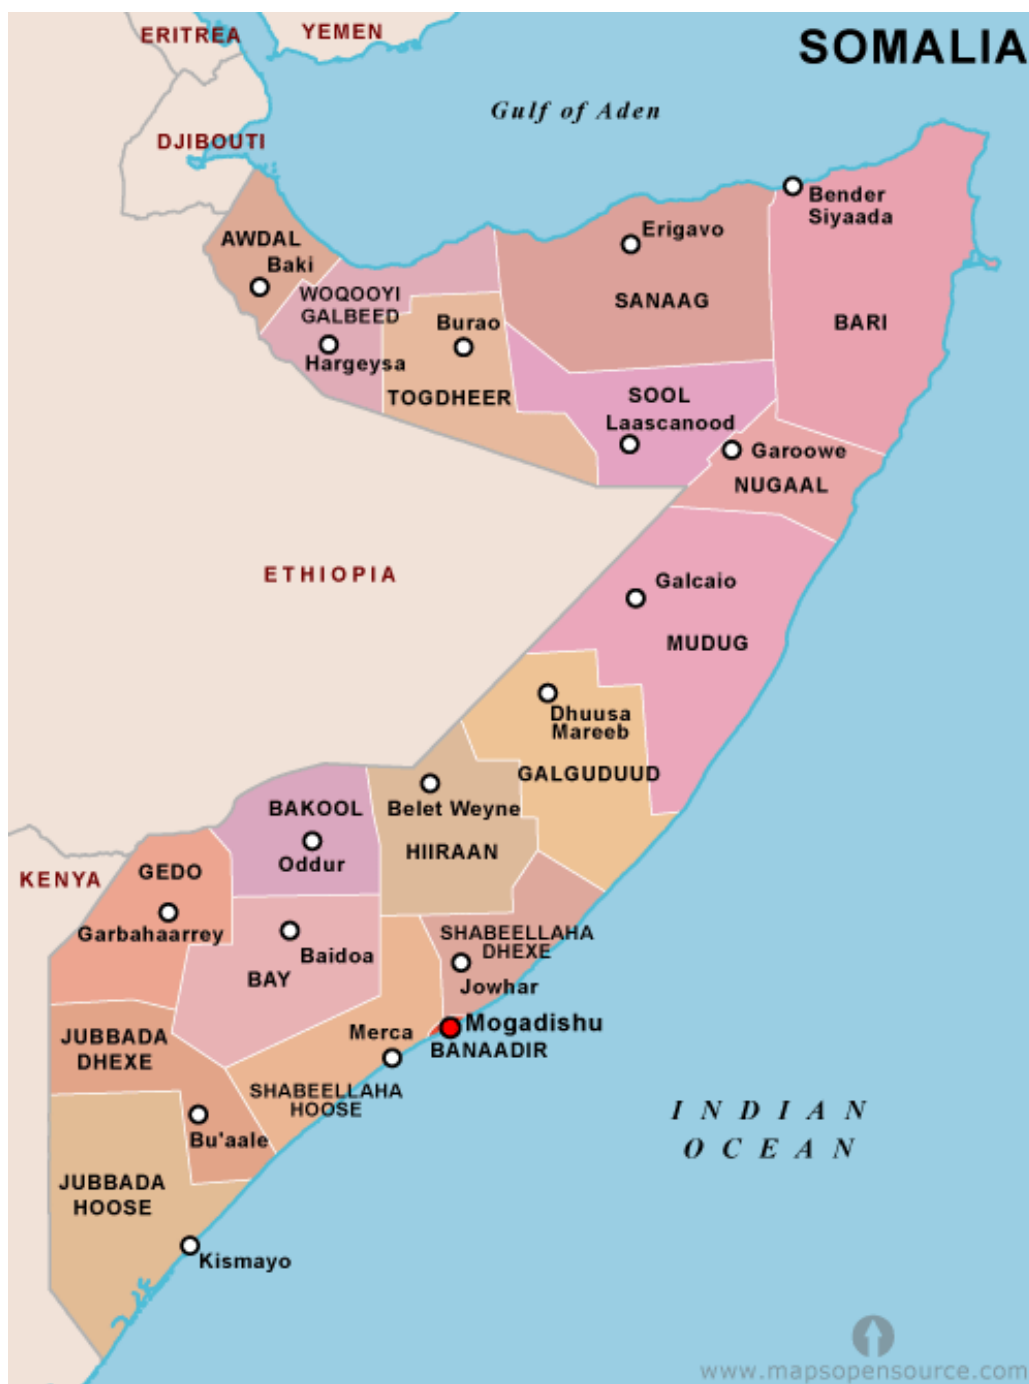 ERITREA
YEMEN
SOMALIA
Gulf of Aden
DJIBOUTI
Bender
Siyaada
Erigavo
AWDAL
Baki
WOQOOYI
GALBEED
SANAAG
Burao
BARI
Hargeysa
TOGDHEER
SOOL
Laascanood
Garoowe
NUGAAL
ETHIOPIA
Galcaio
MUDUG
Dhuusa
Mareeb
GALGUDUUD
BAKOOL
Belet Weyne
HIIRAAN
Oddur
KENYA
GEDO
Garbahaarrey
SHABEELLAHA
DHEXE
Baidoa
BAY
Jowhar
Mogadishu
Merca
BANAADIR
JUBBADA
DHEXE
SHABEELLAHA
HOOSE
INDIAN
OCEAN
Bu'aale
JUBBADA
HOOSE
Kismayo
www.mapsopensource.com